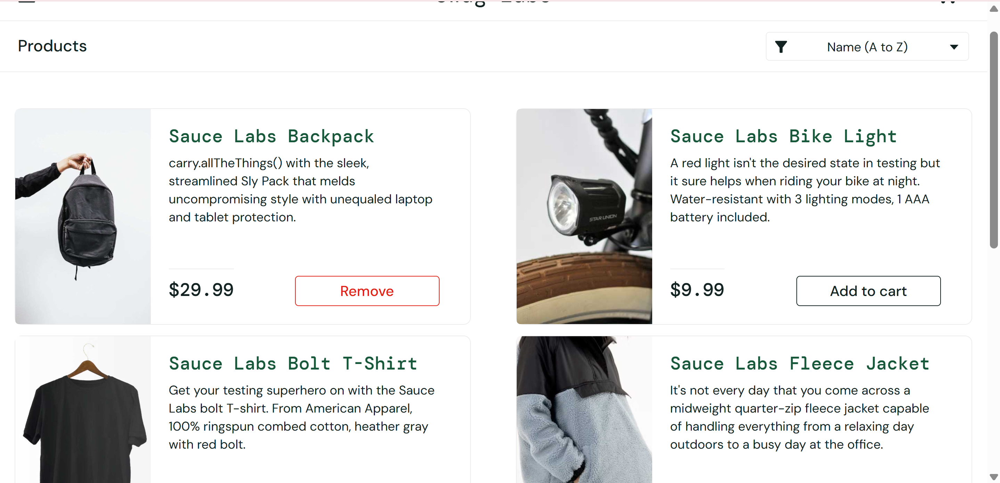 Products
Name (A to Z)
Sauce Labs Backpack
carry.allTheThings() with the sleek,
streamlined Sly Pack that melds
uncompromising style with unequaled laptop
and tablet protection.
$29.99
Remove
STAR UNION
Sauce Labs Bike Light
A red light isn't the desired state in testing but
it sure helps when riding your bike at night.
Water-resistant with 3 lighting modes, 1 AAA
battery included.
$9.99
Add to cart
Sauce Labs Bolt T-Shirt
Get your testing superhero on with the Sauce
Labs bolt T-shirt. From American Apparel,
100% ringspun combed cotton, heather gray
with red bolt.
Sauce Labs Fleece Jacket
It's not every day that you come across a
midweight quarter-zip fleece jacket capable
of handling everything from a relaxing day
outdoors to a busy day at the office.